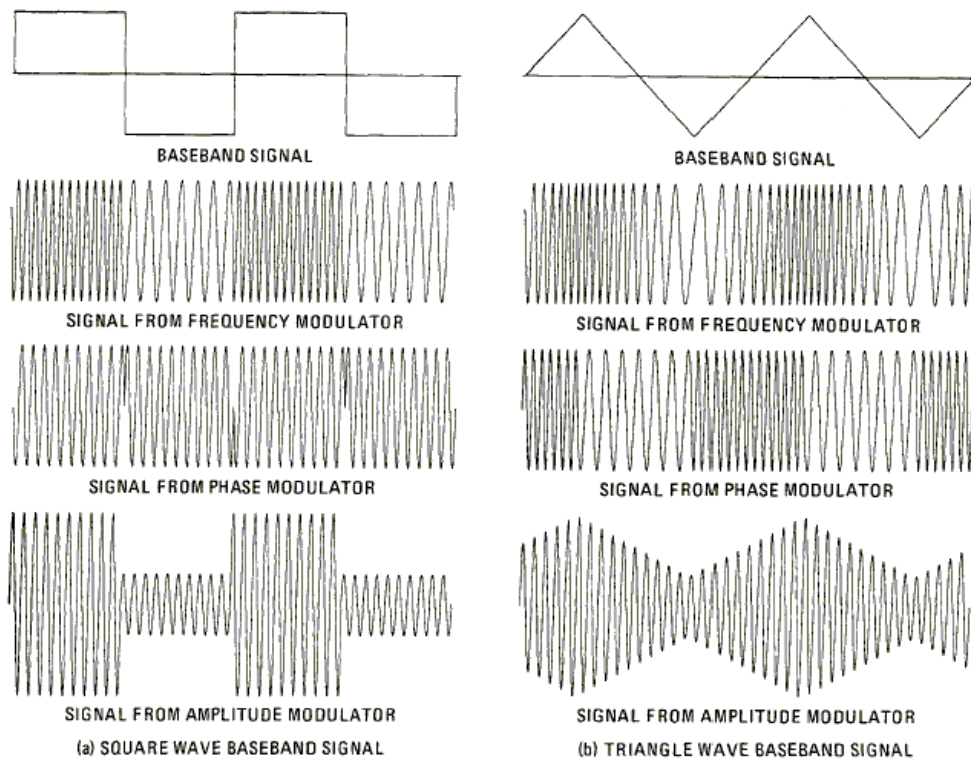 BASEBAND SIGNAL
SIGNAL FROM FREQUENCY MODULATOR
SIGNAL FROM PHASE MODULATOR
SIGNAL FROM AMPLITUDE MODULATOR
(a) SQUARE WAVE BASEBAND SIGNAL
BASEBAND SIGNAL
SIGNAL FROM FREQUENCY MODULATOR
SIGNAL FROM PHASE MODULATOR
SIGNAL FROM AMPLITUDE MODULATOR
(b) TRIANGLE WAVE BASEBAND SIGNAL